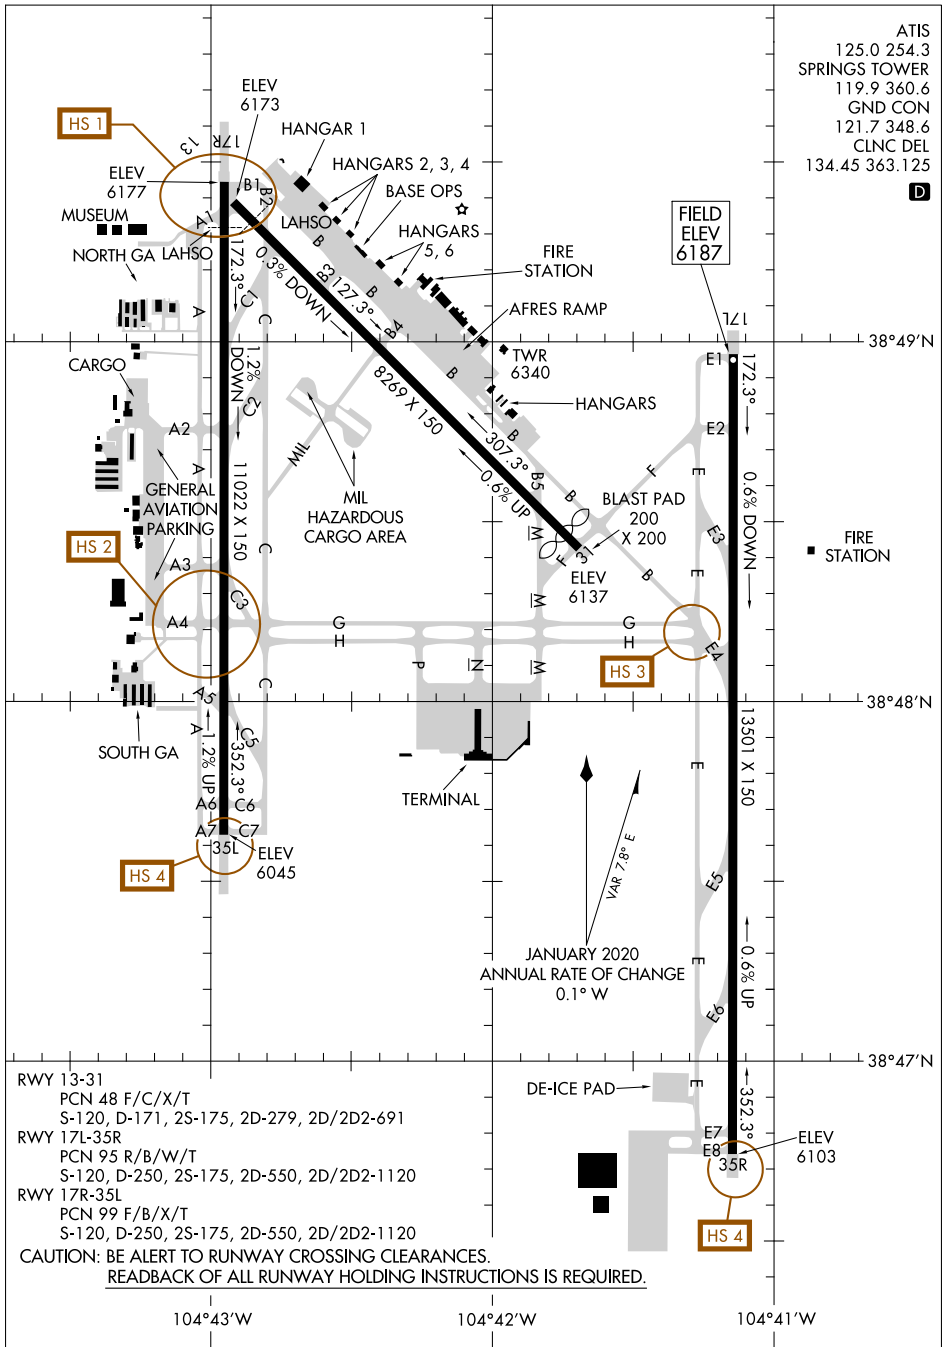 ATIS
125.0 254.3
SPRINGS TOWER
119.9 360.6
GND CON
121.7 348.6
CLNC DEL
134.45 363.125
D
HS 1
13
17R
ELEV
6173
HANGAR 1
HANGARS 2, 3, 4
BASE OPS
HANGARS
5, 6
FIRE
STATION
AFRES RAMP
ELEV
6177
MUSEUM
NORTH GA
A1
B1
B2
LAHSO
LAHSO
172.3°
0.3% DOWN
B3
127.3°
B
B
B4
A
C1
C
1.2%
DOWN
C2
FIELD
ELEV
6187
17L
38°49'N
E1
172.3°
TWR
6340
8269 X 150
B
HANGARS
CARGO
A2
E2
MIL
MIL
HAZARDOUS
CARGO AREA
307.3°
0.6% UP
B
B5
B
F
E
0.6% DOWN
A
11022 X 150
GENERAL
AVIATION
PARKING
BLAST PAD
200
X 200
E3
FIRE
STATION
HS 2
C
M
F
31
ELEV
6137
B
E
A3
C3
M
A4
G
H
G
H
E4
HS 3
P
N
M
C
A5
38°48'N
A
1.2% UP
352.3°
C5
SOUTH GA
13501 X 150
E
TERMINAL
A6
C6
A7
C7
35L
ELEV
6045
HS 4
VAR 7.8° E
E5
JANUARY 2020
ANNUAL RATE OF CHANGE
0.1° W
E
0.6% UP
E6
38°47'N
DE-ICE PAD
E
352.3°
E7
E8
35R
ELEV
6103
HS 4
RWY 13-31
PCN 48 F/C/X/T
S-120, D-171, 2S-175, 2D-279, 2D/2D2-691
RWY 17L-35R
PCN 95 R/B/W/T
S-120, D-250, 2S-175, 2D-550, 2D/2D2-1120
RWY 17R-35L
PCN 99 F/B/X/T
S-120, D-250, 2S-175, 2D-550, 2D/2D2-1120
CAUTION: BE ALERT TO RUNWAY CROSSING CLEARANCES.
READBACK OF ALL RUNWAY HOLDING INSTRUCTIONS IS REQUIRED.
104°43'W
104°42'W
104°41'W